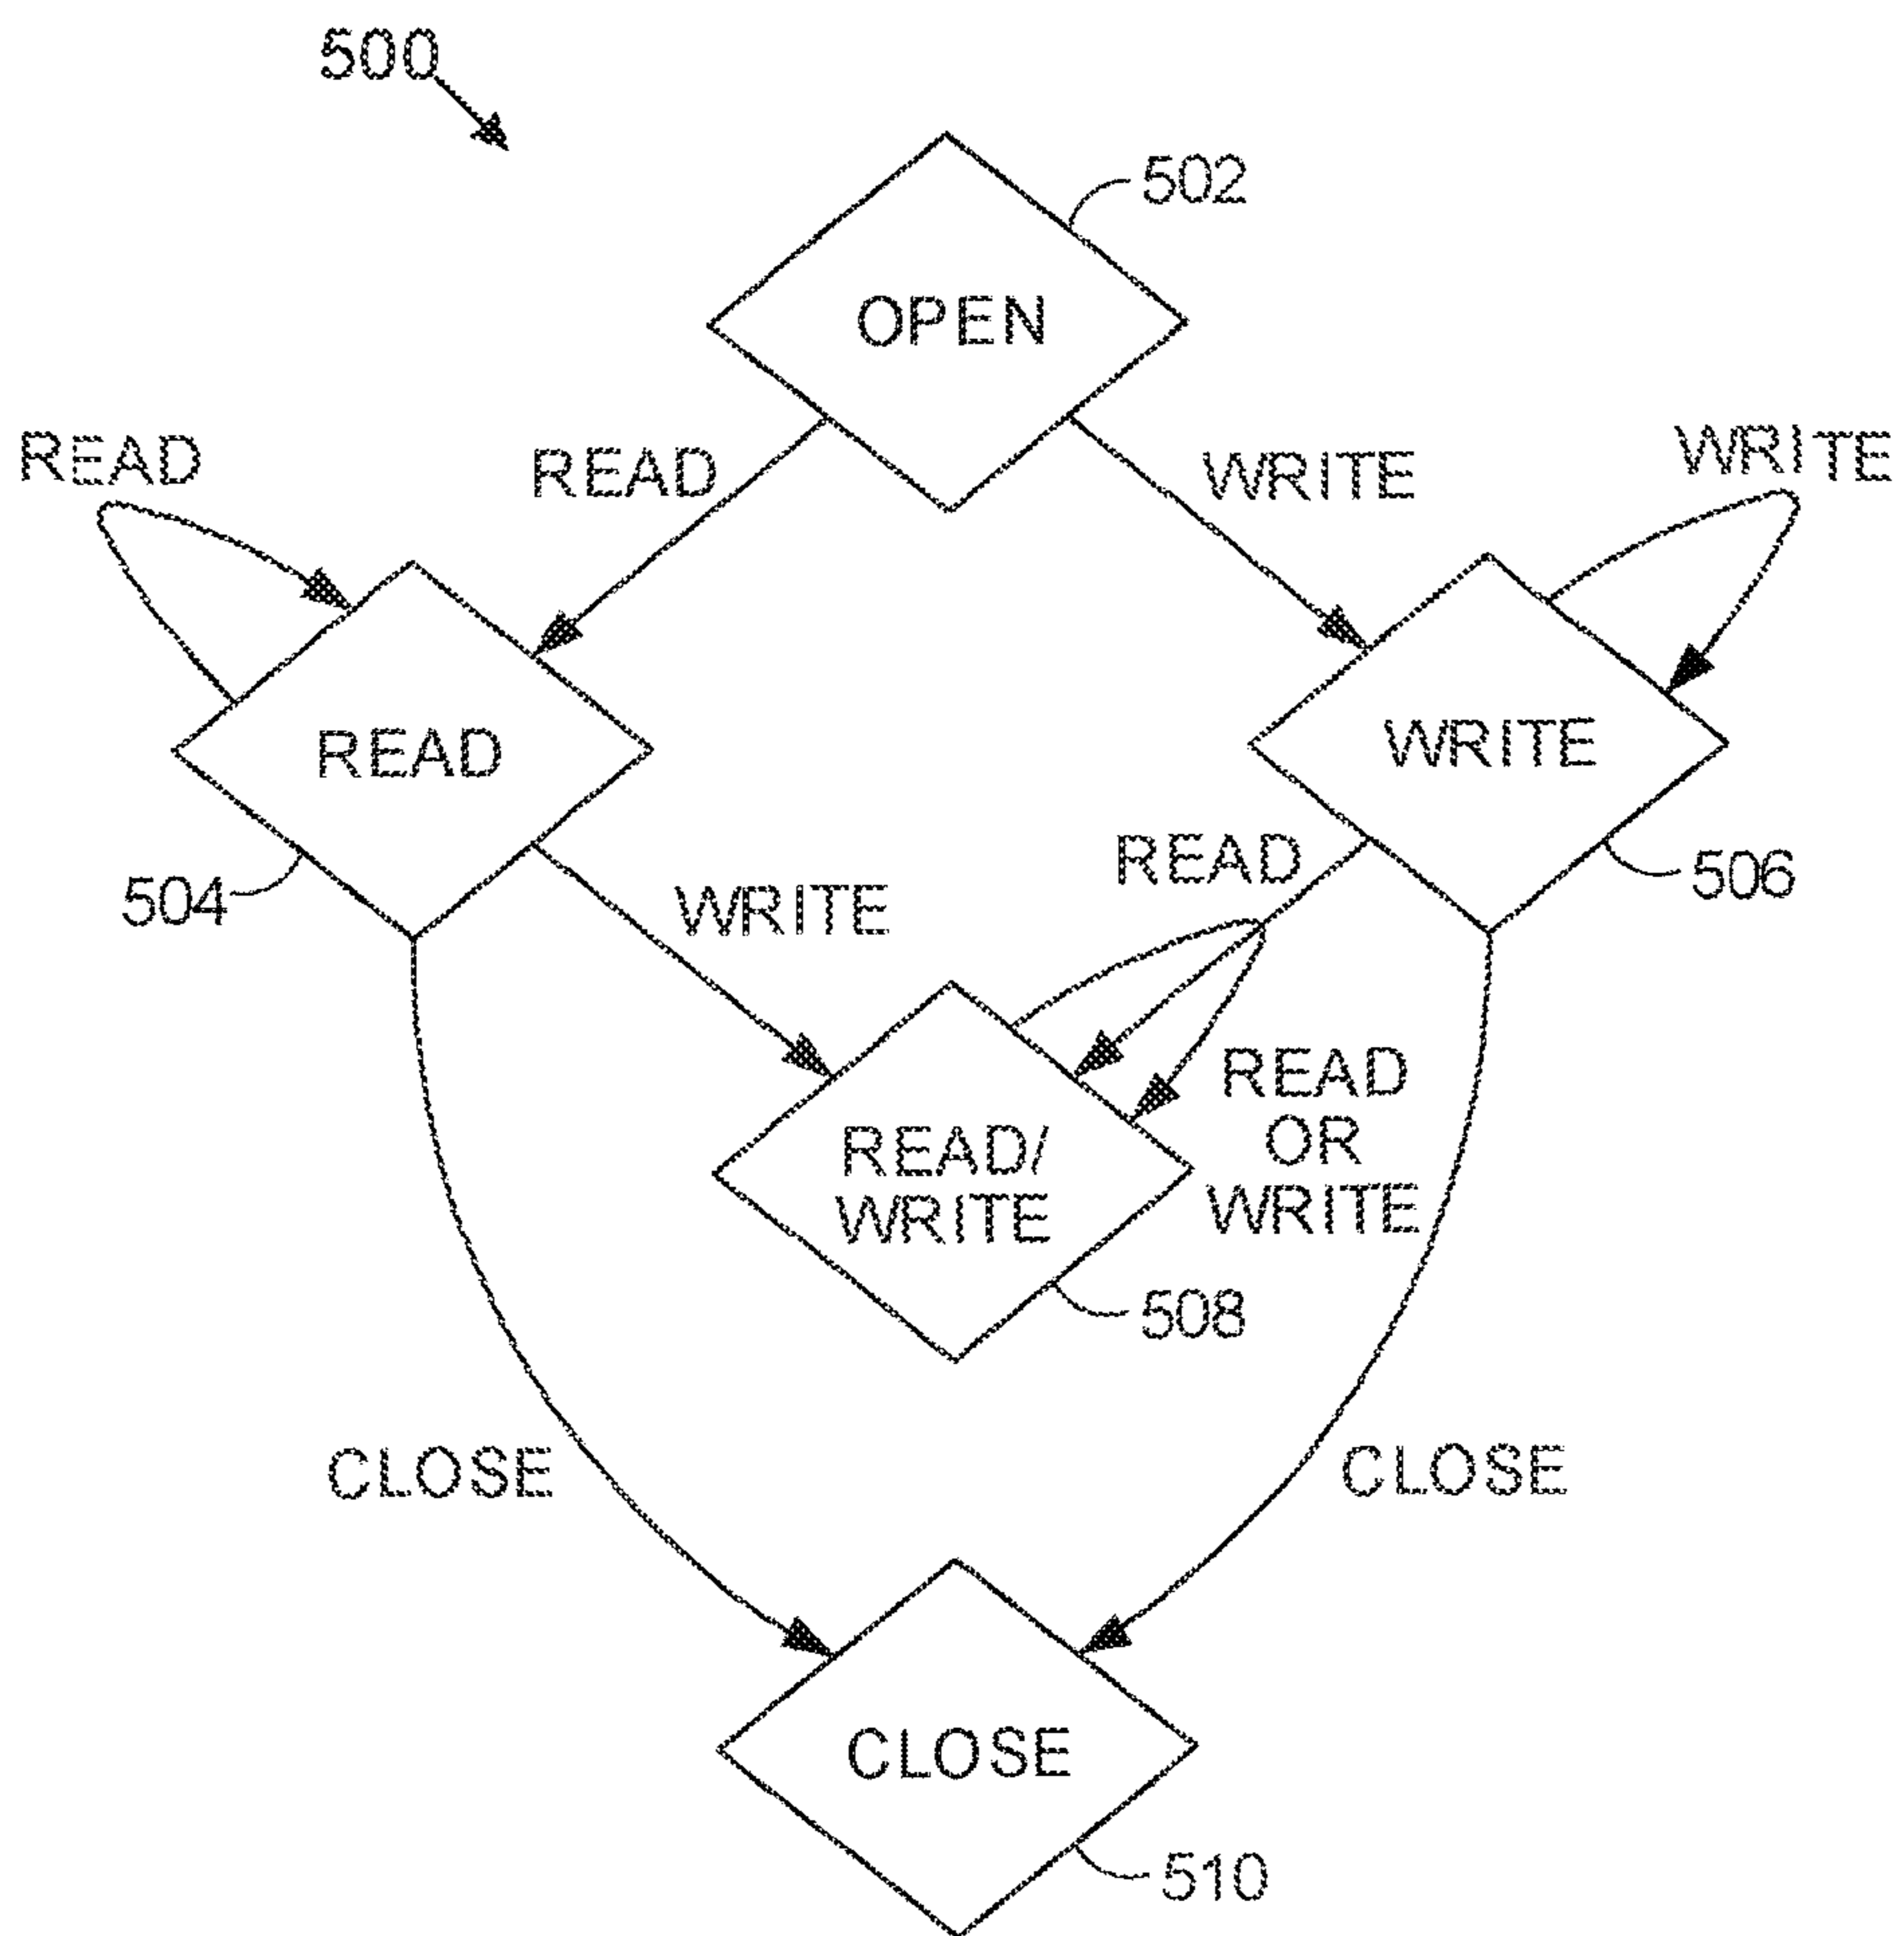 500
502
OPEN
READ
READ
WRITE
WRITE
READ
WRITE
504
WRITE
READ
506
READ/
WRITE
READ
OR
WRITE
508
CLOSE
CLOSE
CLOSE
510